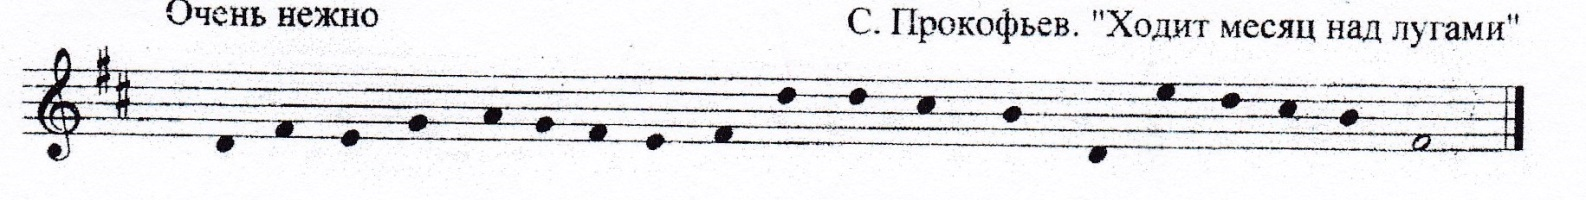 Очень нежно
С. Прокофьев. "Ходит месяц над лугами"